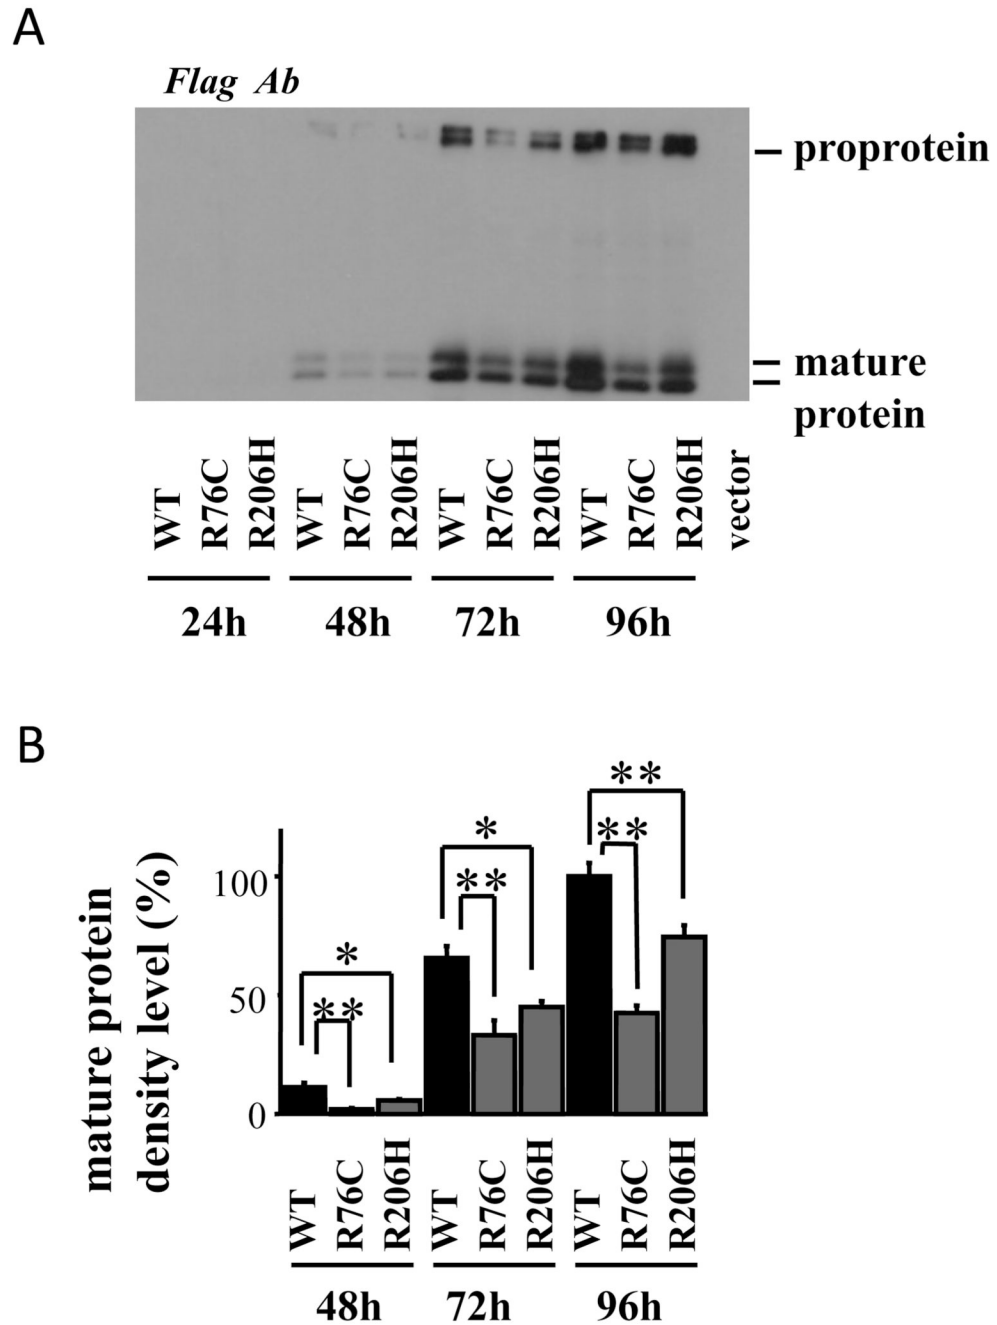 A
Flag Ab
proprotein
mature
protein
WT R76C R206H WT R76C R206H WT R76C R206H WT R76C R206H vector
24h 48h 72h 96h
B
mature protein
density level (%)
100
50
0
* ** * ** ** **
WT R76C R206H WT R76C R206H WT R76C R206H
48h 72h 96h